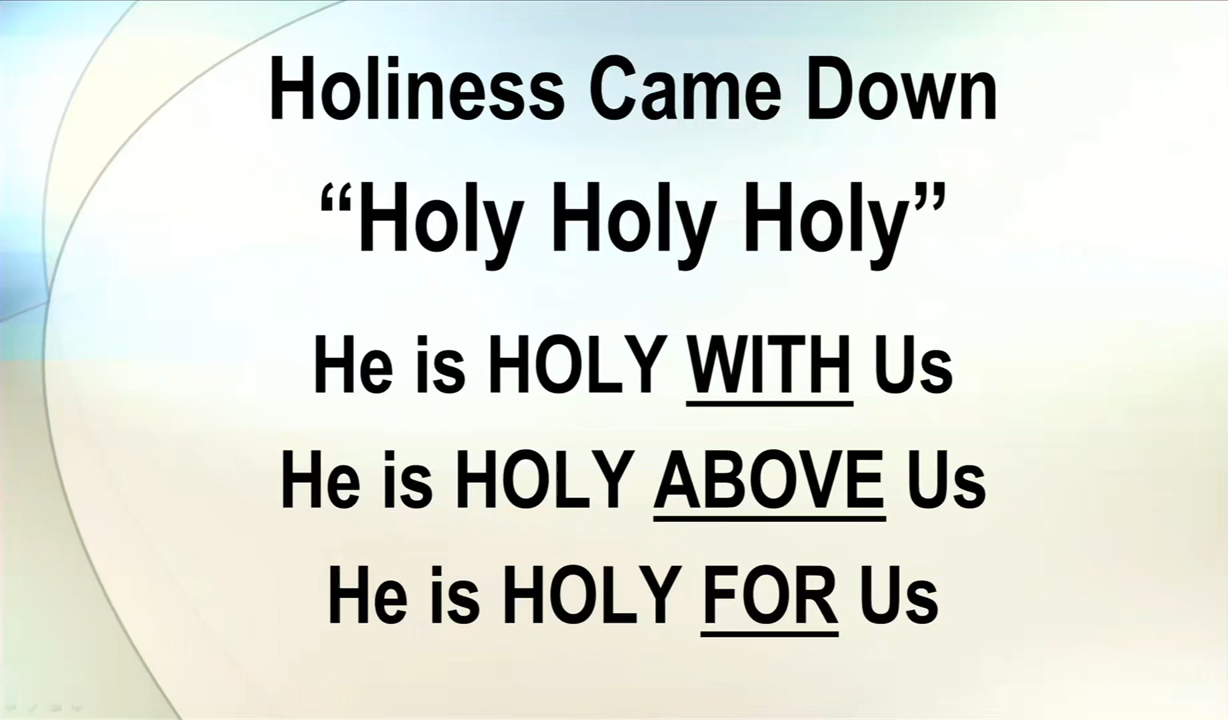 Holiness Came Down
“Holy Holy Holy”
He is HOLY WITH Us
He is HOLY ABOVE Us
He is HOLY FOR Us